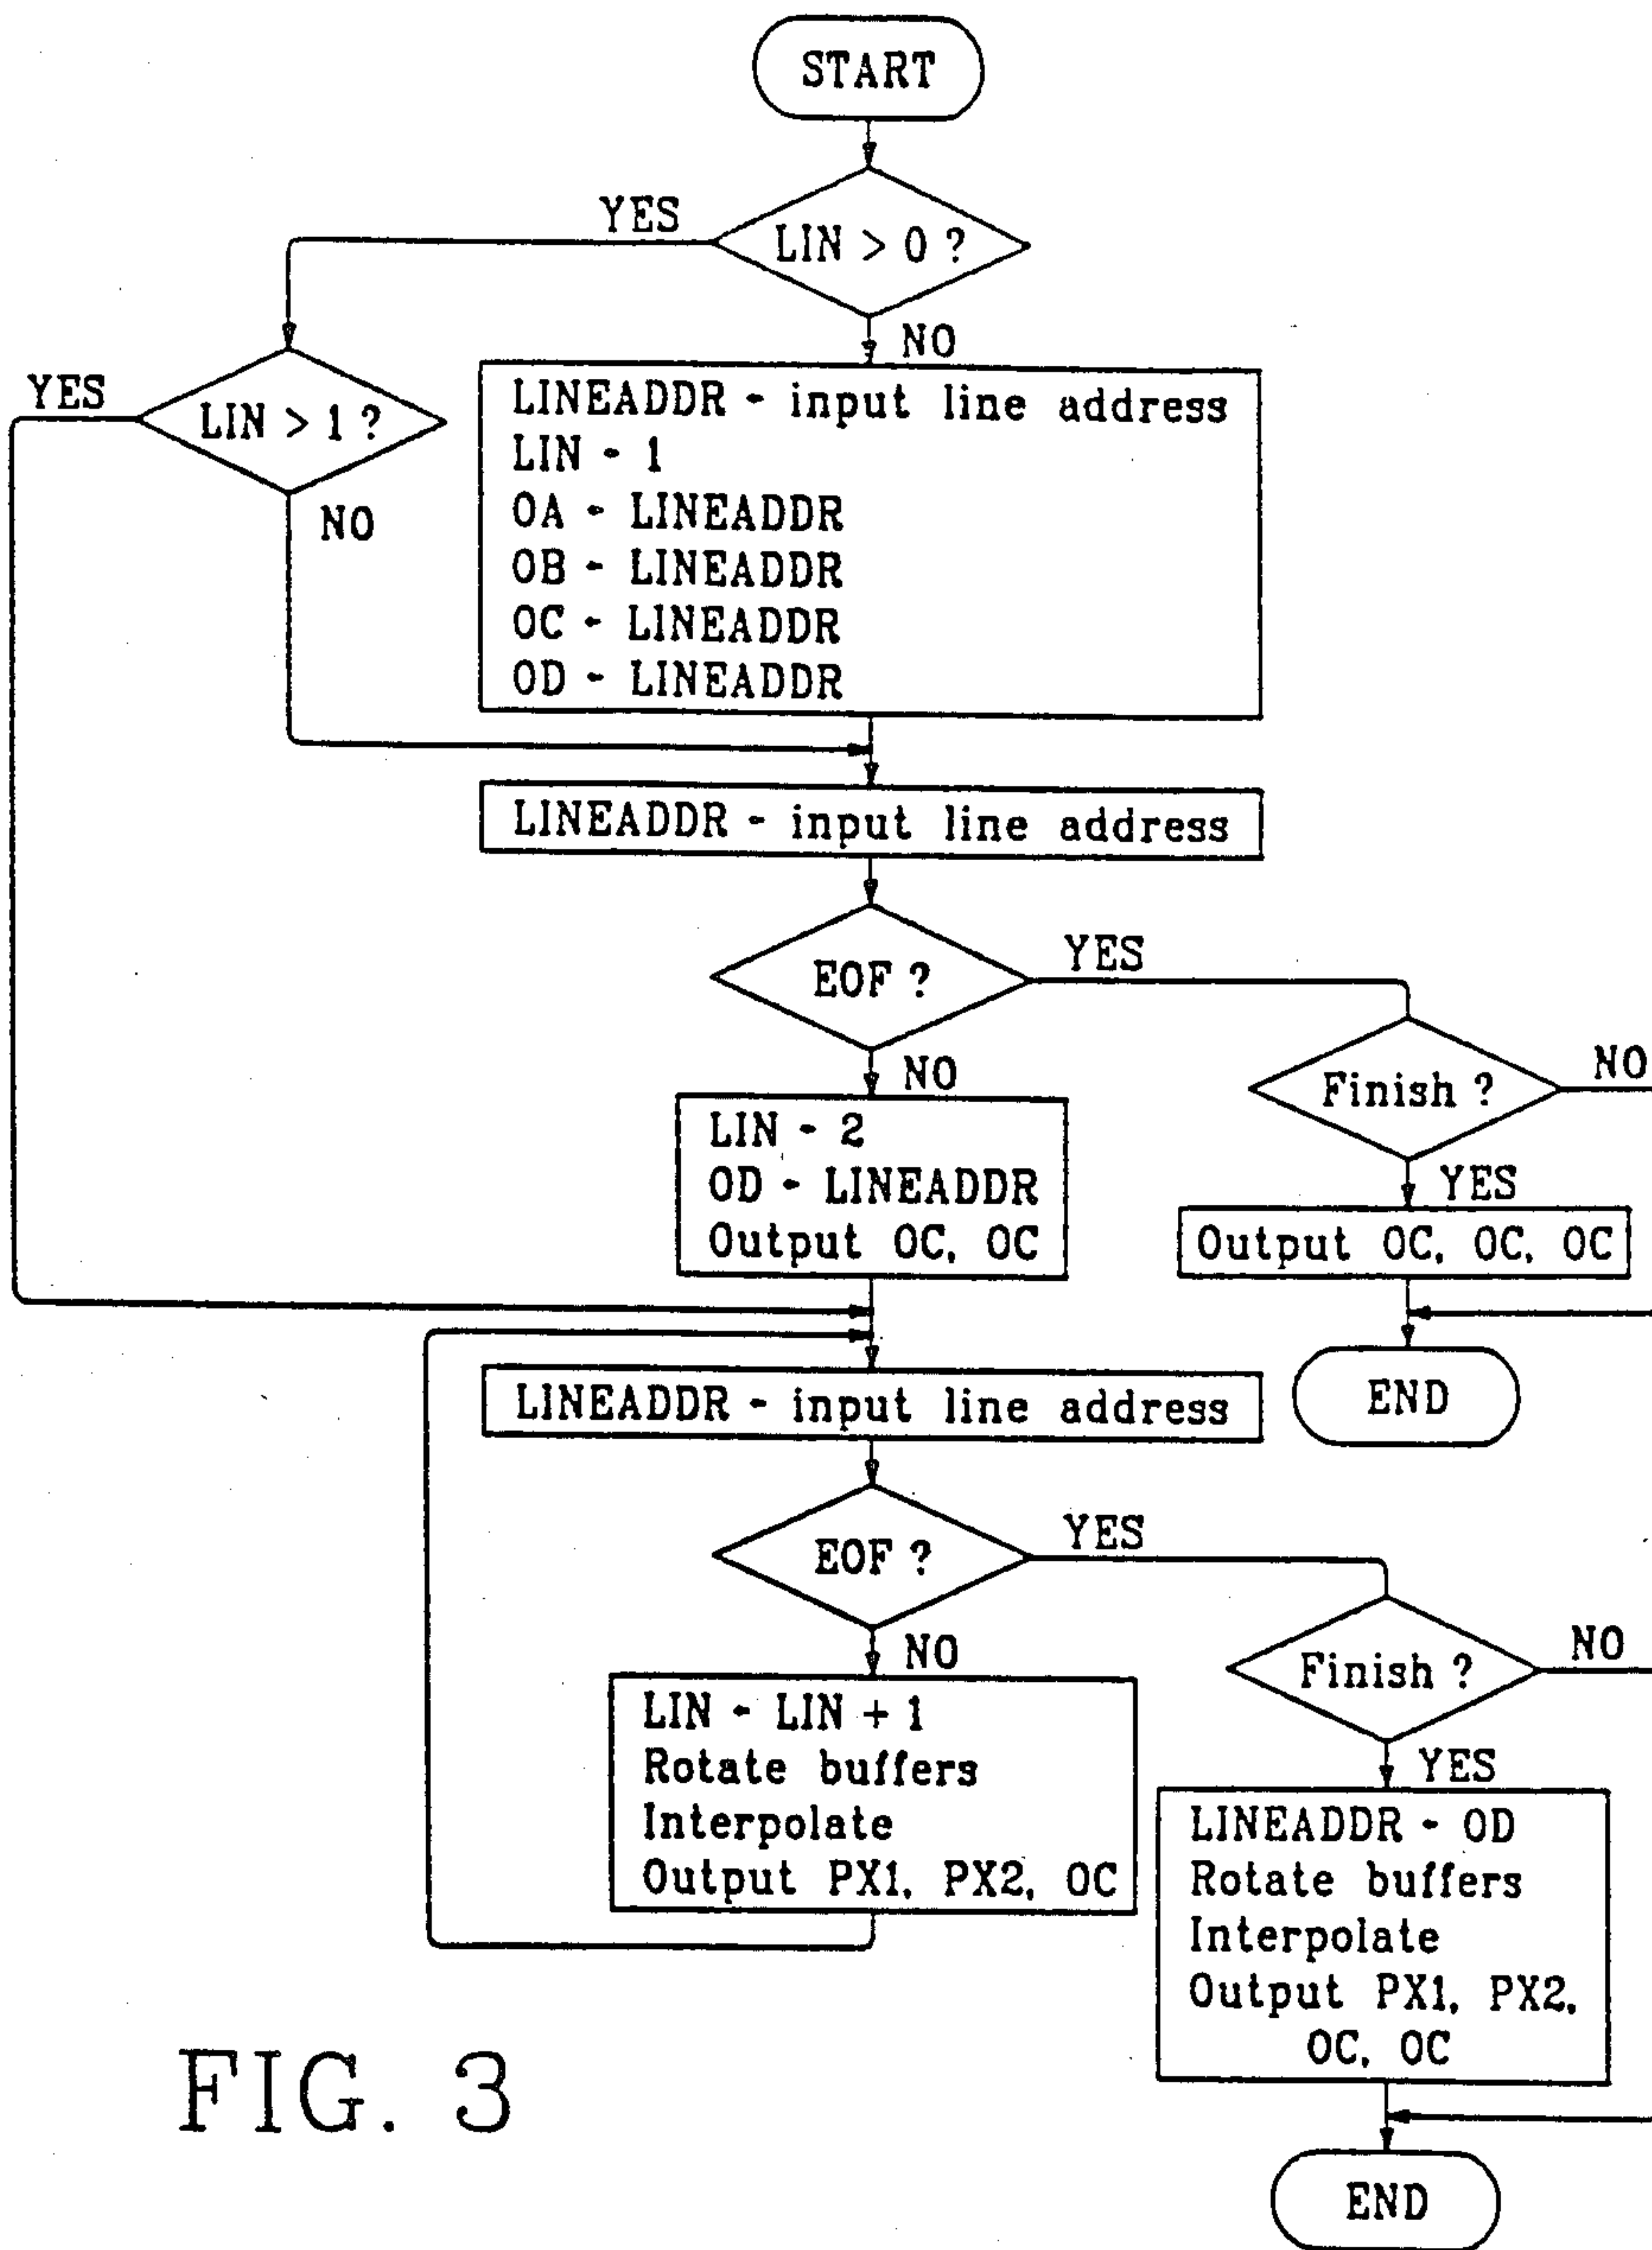 START
YES
LIN > 0 ?
NO
YES
LIN > 1 ?
NO
LINEADDR - input line address
LIN - 1
OA - LINEADDR
OB - LINEADDR
OC - LINEADDR
OD - LINEADDR
LINEADDR - input line address
EOF ?
YES
NO
Finish ?
NO
YES
LIN - 2
OD - LINEADDR
Output OC, OC
Output OC, OC, OC
END
LINEADDR - input line address
EOF ?
YES
NO
Finish ?
NO
YES
LIN - LIN + 1
Rotate buffers
Interpolate
Output PX1, PX2, OC
LINEADDR - OD
Rotate buffers
Interpolate
Output PX1, PX2,
OC, OC
END
FIG. 3